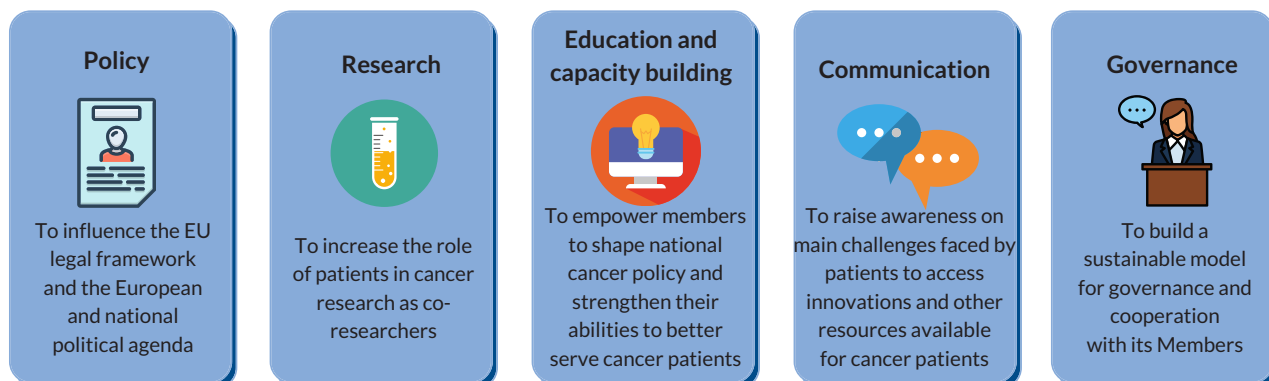 Policy
To influence the EU
legal framework
and the European
and national
political agenda
Research
To increase the role
of patients in cancer
research as co-
researchers
Education and
capacity building
To empower members
to shape national
cancer policy and
strengthen their
abilities to better
serve cancer patients
Communication
To raise awareness on
main challenges faced by
patients to access
innovations and other
resources available
for cancer patients
Governance
To build a
sustainable model
for governance and
cooperation
with its Members